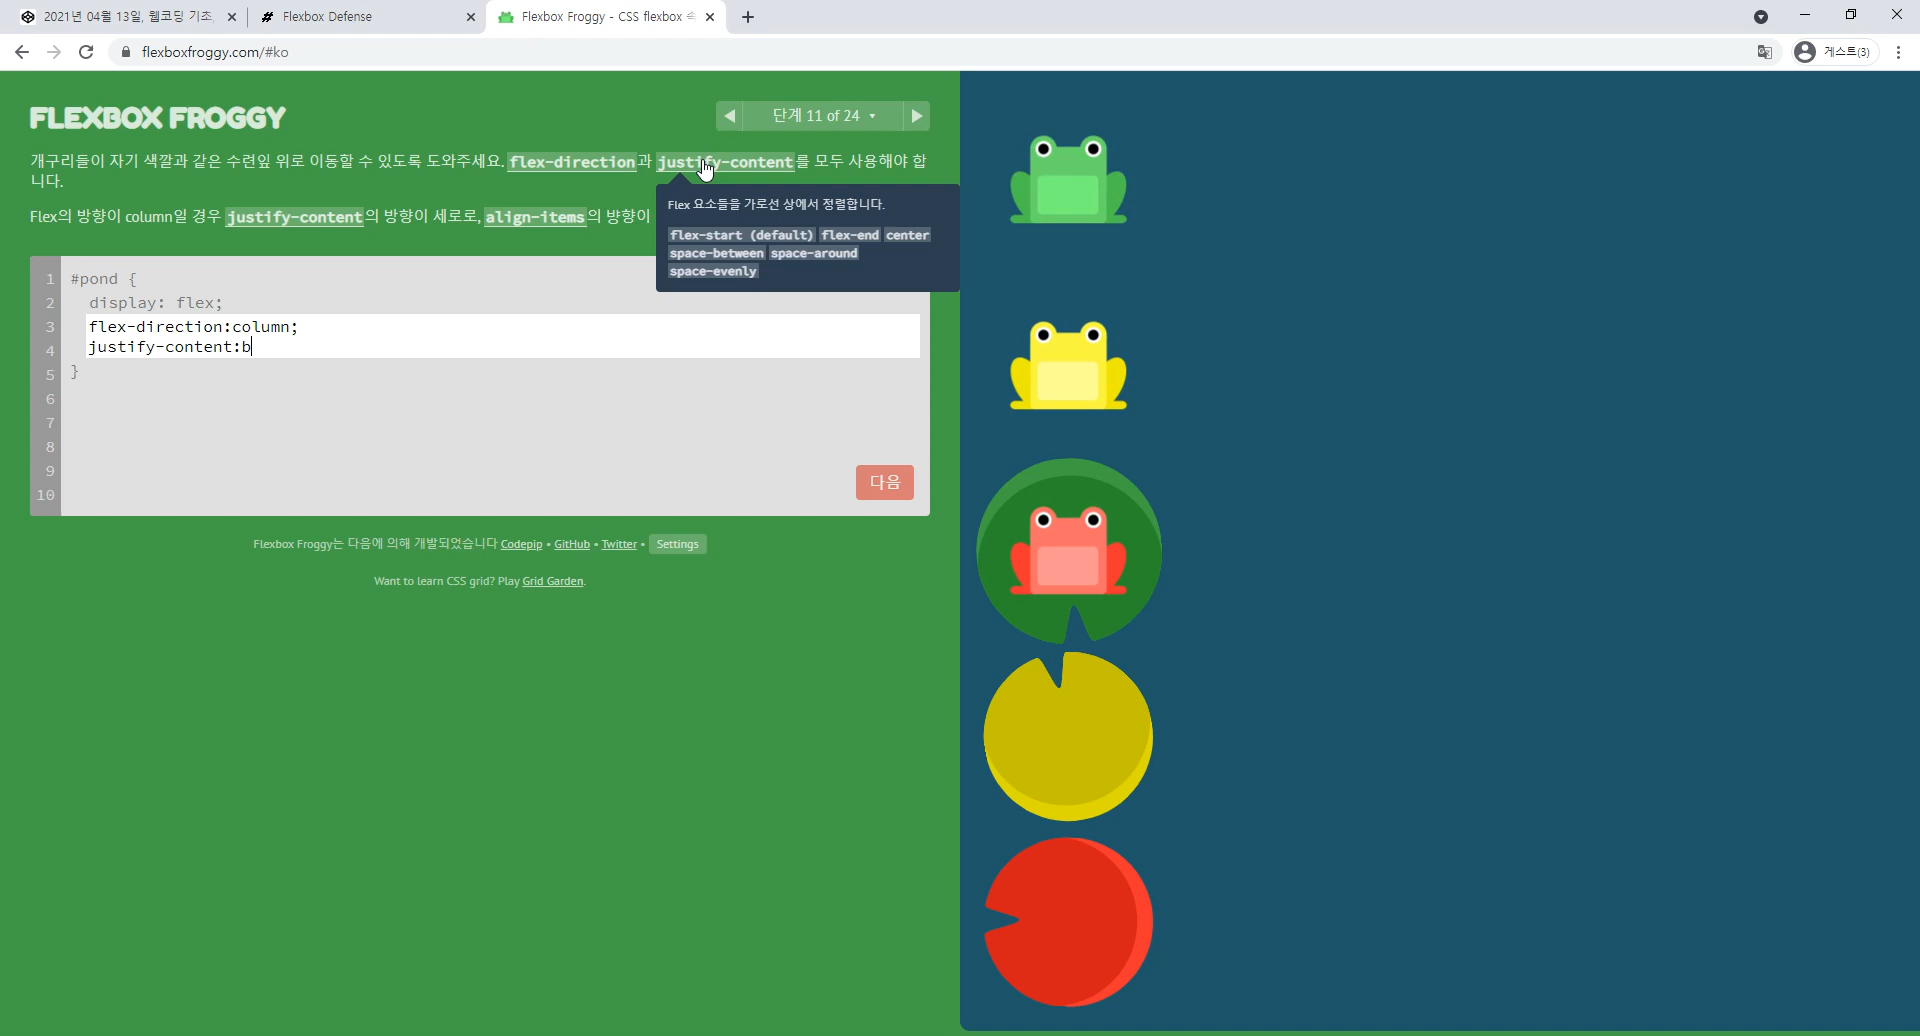 2021년 04월 13일, 웹코딩 기초
Flexbox Defense
Flexbox Froggy - CSS flexbox
flexboxfroggy.com/#ko
게스트(3)
FLEXBOX FROGGY
단계 11 of 24
개구리들이 자기 색깔과 같은 수련잎 위로 이동할 수 있도록 도와주세요. flex-direction과 justify-content를 모두 사용해야 합
니다.
Flex의 방향이 column일 경우 justify-content의 방향이 세로로, align-items의 방향이
Flex 요소들을 가로선 상에서 정렬합니다.
flex-start (default) flex-end center
space-between space-around
space-evenly
1 #pond {
2 display: flex;
3 flex-direction:column;
4 justify-content:b
5 }
6
7
8
9
10
다음
Flexbox Froggy는 다음에 의해 개발되었습니다 Codepip • GitHub • Twitter • Settings
Want to learn CSS grid? Play Grid Garden.